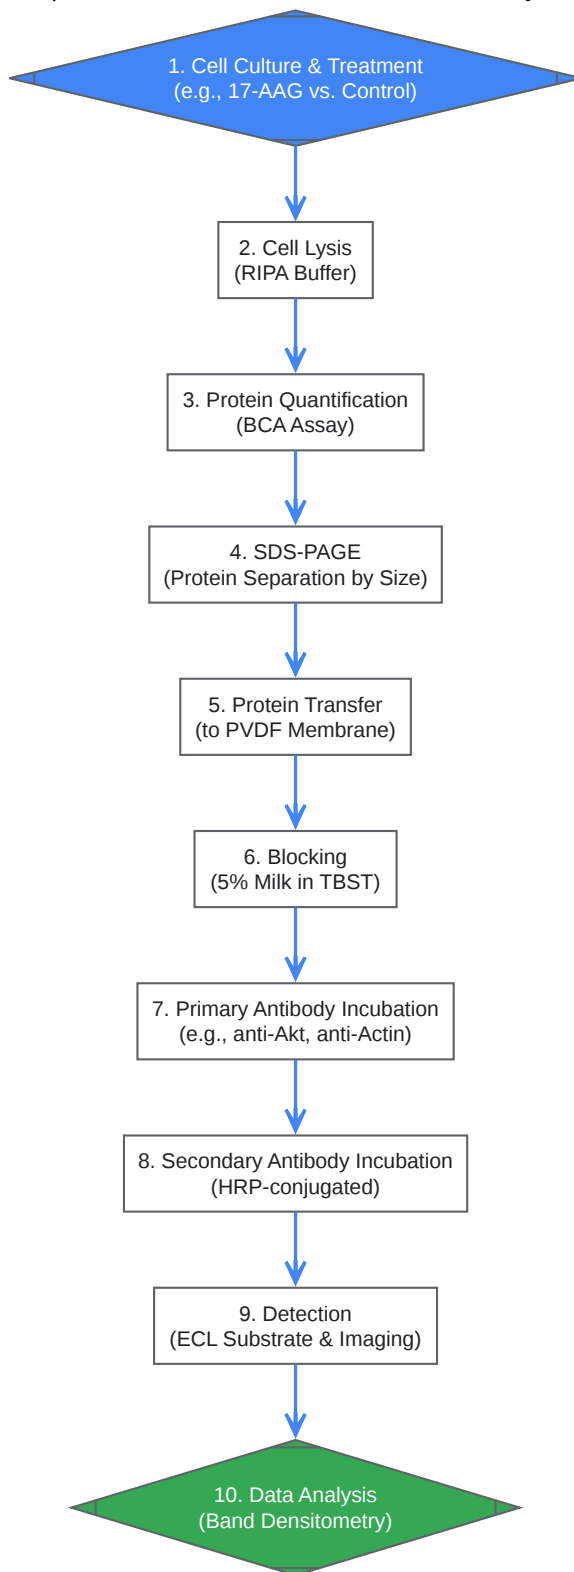 1. Cell Culture & Treatment
(e.g., 17-AAG vs. Control)
2. Cell Lysis
(RIPA Buffer)
3. Protein Quantification
(BCA Assay)
4. SDS-PAGE
(Protein Separation by Size)
5. Protein Transfer
(to PVDF Membrane)
6. Blocking
(5% Milk in TBST)
7. Primary Antibody Incubation
(e.g., anti-Akt, anti-Actin)
8. Secondary Antibody Incubation
(HRP-conjugated)
9. Detection
(ECL Substrate & Imaging)
10. Data Analysis
(Band Densitometry)